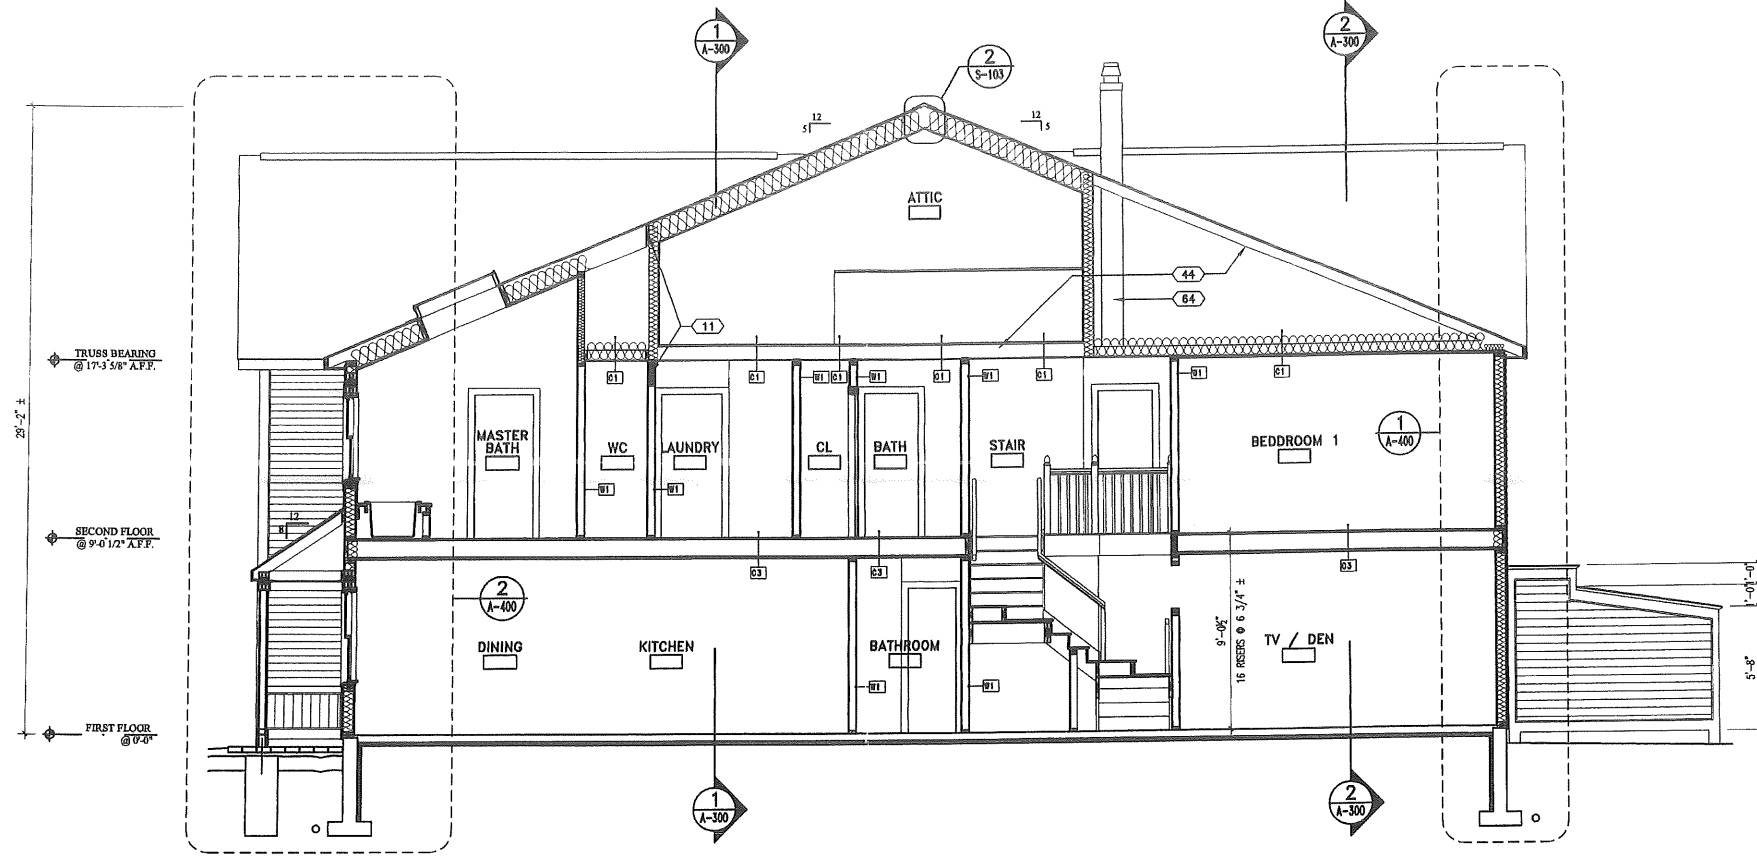 1
A-300
2
A-300
2
S-103
12
5
12
5
ATTIC
44
64
11
TRUSS BEARING
@ 17'-3 5/8" A.F.F.
29'-2" ±
C1
C1
W1
C1
W1
C1
W1
C1
W1
C1
MASTER
BATH
WC
LAUNDRY
CL
BATH
STAIR
BEDDROOM 1
1
A-400
W1
W1
12
8
SECOND FLOOR
@ 9'-0 1/2" A.F.F.
C3
C3
C3
2
A-400
DINING
KITCHEN
BATHROOM
TV / DEN
9'-0½"
16 RISERS @ 6 3/4" ±
W1
W1
1'-0"
1'-0"
5'-8"
FIRST FLOOR
@ 0'-0"
1
A-300
2
A-300